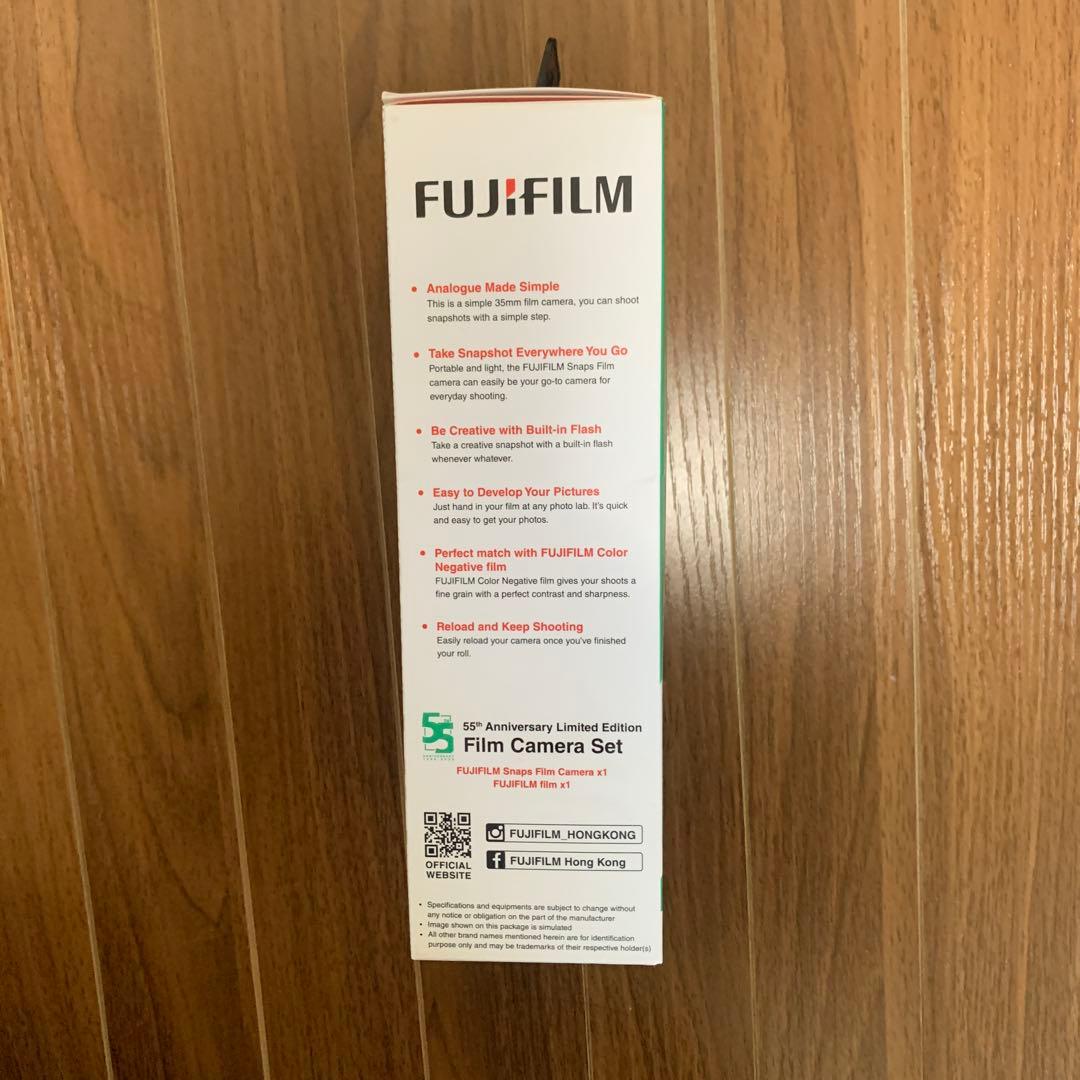 FUJIFILM
• Analogue Made Simple
This is a simple 35mm film camera, you can shoot
snapshots with a simple step.
• Take Snapshot Everywhere You Go
Portable and light, the FUJIFILM Snaps Film
camera can easily be your go-to camera for
everyday shooting.
• Be Creative with Built-in Flash
Take a creative snapshot with a built-in flash
whenever whatever.
• Easy to Develop Your Pictures
Just hand in your film at any photo lab. It's quick
and easy to get your photos.
• Perfect match with FUJIFILM Color
Negative film
FUJIFILM Color Negative film gives your shoots a
fine grain with a perfect contrast and sharpness.
• Reload and Keep Shooting
Easily reload your camera once you've finished
your roll.
55
ANNIVERSARY
55th Anniversary Limited Edition
Film Camera Set
FUJIFILM Snaps Film Camera x1
FUJIFILM film x1
OFFICIAL
WEBSITE
FUJIFILM_HONGKONG
f FUJIFILM Hong Kong
• Specifications and equipments are subject to change without
any notice or obligation on the part of the manufacturer
• Image shown on this package is simulated
• All other brand names mentioned herein are for identification
purpose only and may be trademarks of their respective holder(s)